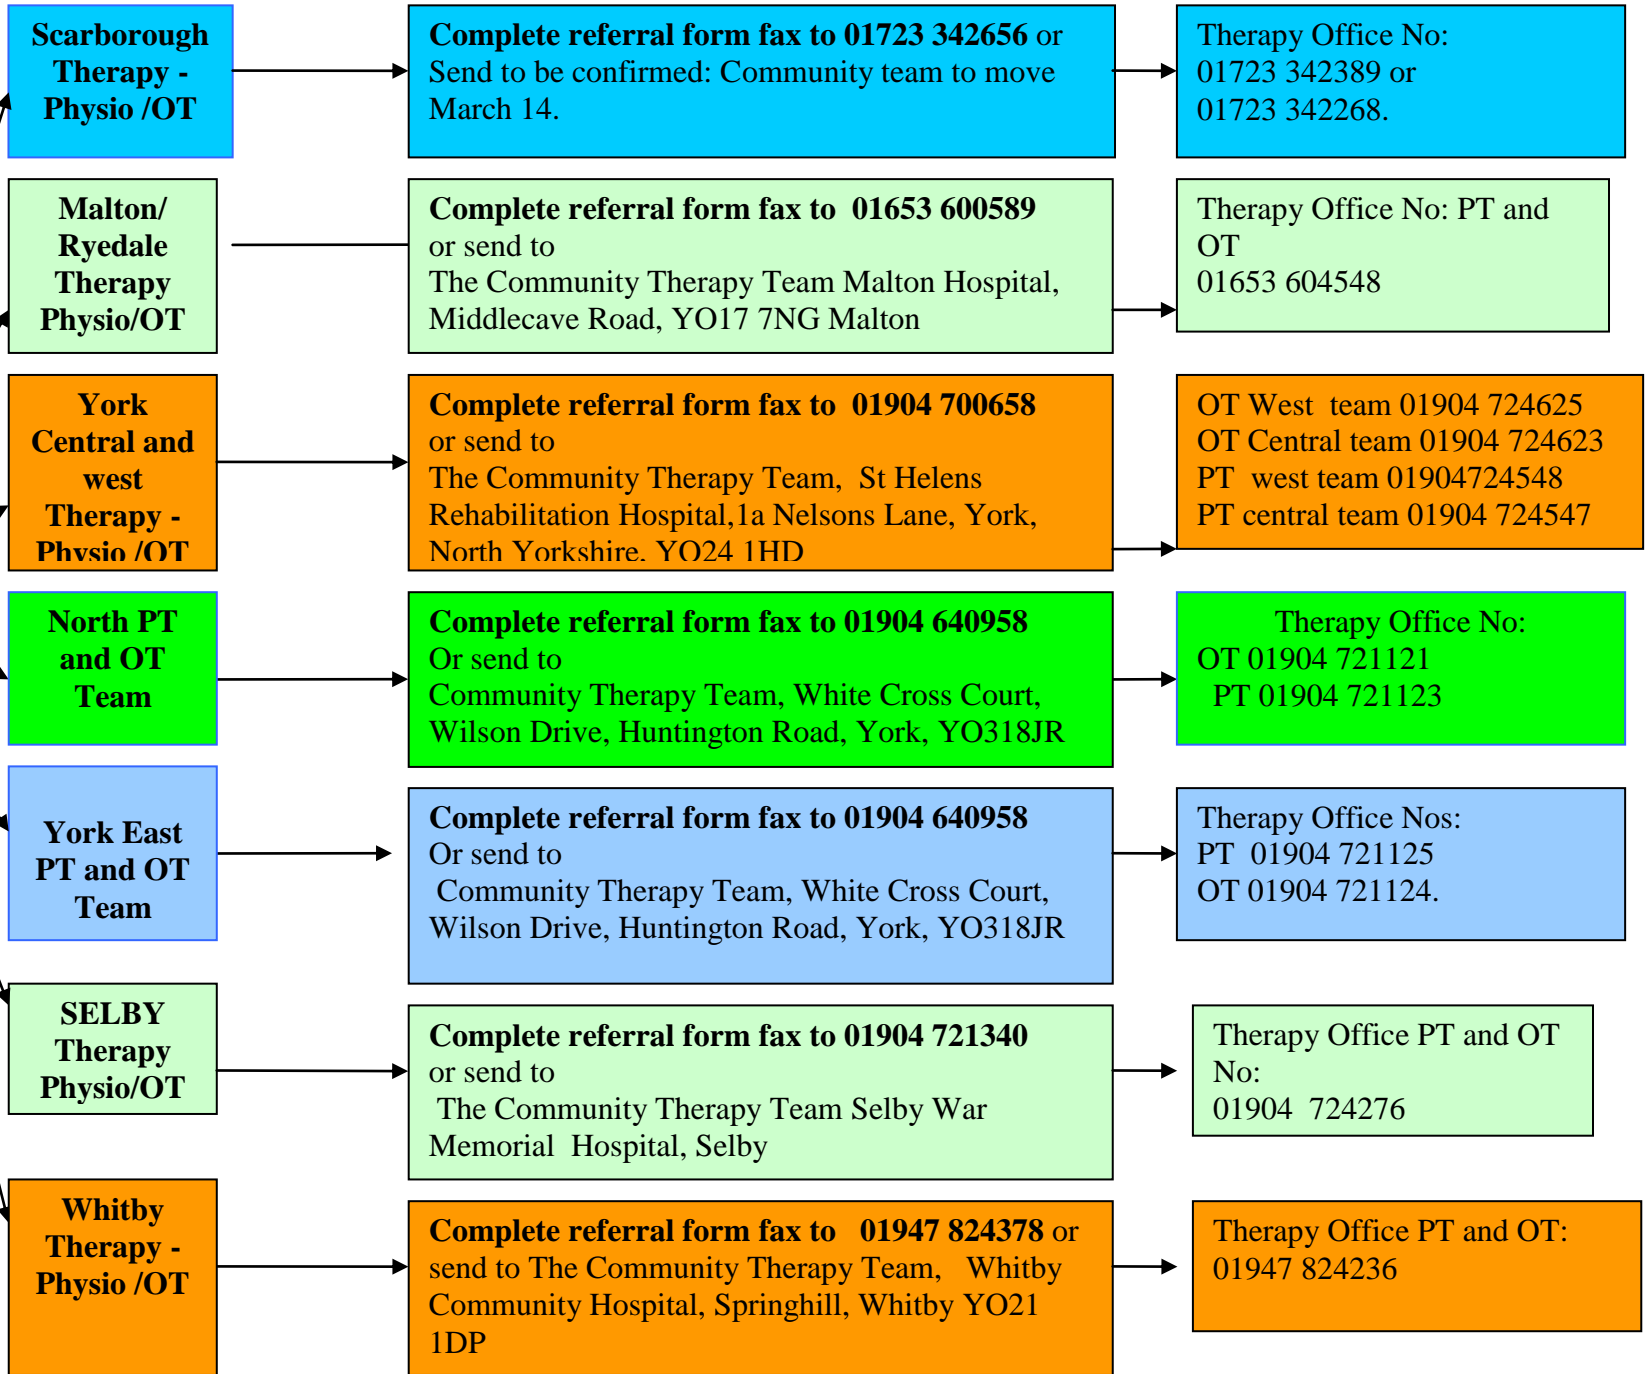 Scarborough
Therapy -
Physio /OT
Complete referral form fax to 01723 342656 or
Send to be confirmed: Community team to move
March 14.
Therapy Office No:
01723 342389 or
01723 342268.
Malton/
Ryedale
Therapy
Physio/OT
Complete referral form fax to 01653 600589
or send to
The Community Therapy Team Malton Hospital,
Middlecave Road, YO17 7NG Malton
Therapy Office No: PT and
OT
01653 604548
York
Central and
west
Therapy -
Physio /OT
Complete referral form fax to 01904 700658
or send to
The Community Therapy Team, St Helens
Rehabilitation Hospital,1a Nelsons Lane, York,
North Yorkshire, YO24 1HD
OT West team 01904 724625
OT Central team 01904 724623
PT west team 01904724548
PT central team 01904 724547
North PT
and OT
Team
Complete referral form fax to 01904 640958
Or send to
Community Therapy Team, White Cross Court,
Wilson Drive, Huntington Road, York, YO318JR
Therapy Office No:
OT 01904 721121
PT 01904 721123
York East
PT and OT
Team
Complete referral form fax to 01904 640958
Or send to
Community Therapy Team, White Cross Court,
Wilson Drive, Huntington Road, York, YO318JR
Therapy Office Nos:
PT 01904 721125
OT 01904 721124.
SELBY
Therapy
Physio/OT
Complete referral form fax to 01904 721340
or send to
The Community Therapy Team Selby War
Memorial Hospital, Selby
Therapy Office PT and OT
No:
01904 724276
Whitby
Therapy -
Physio /OT
Complete referral form fax to 01947 824378 or
send to The Community Therapy Team, Whitby
Community Hospital, Springhill, Whitby YO21
1DP
Therapy Office PT and OT:
01947 824236